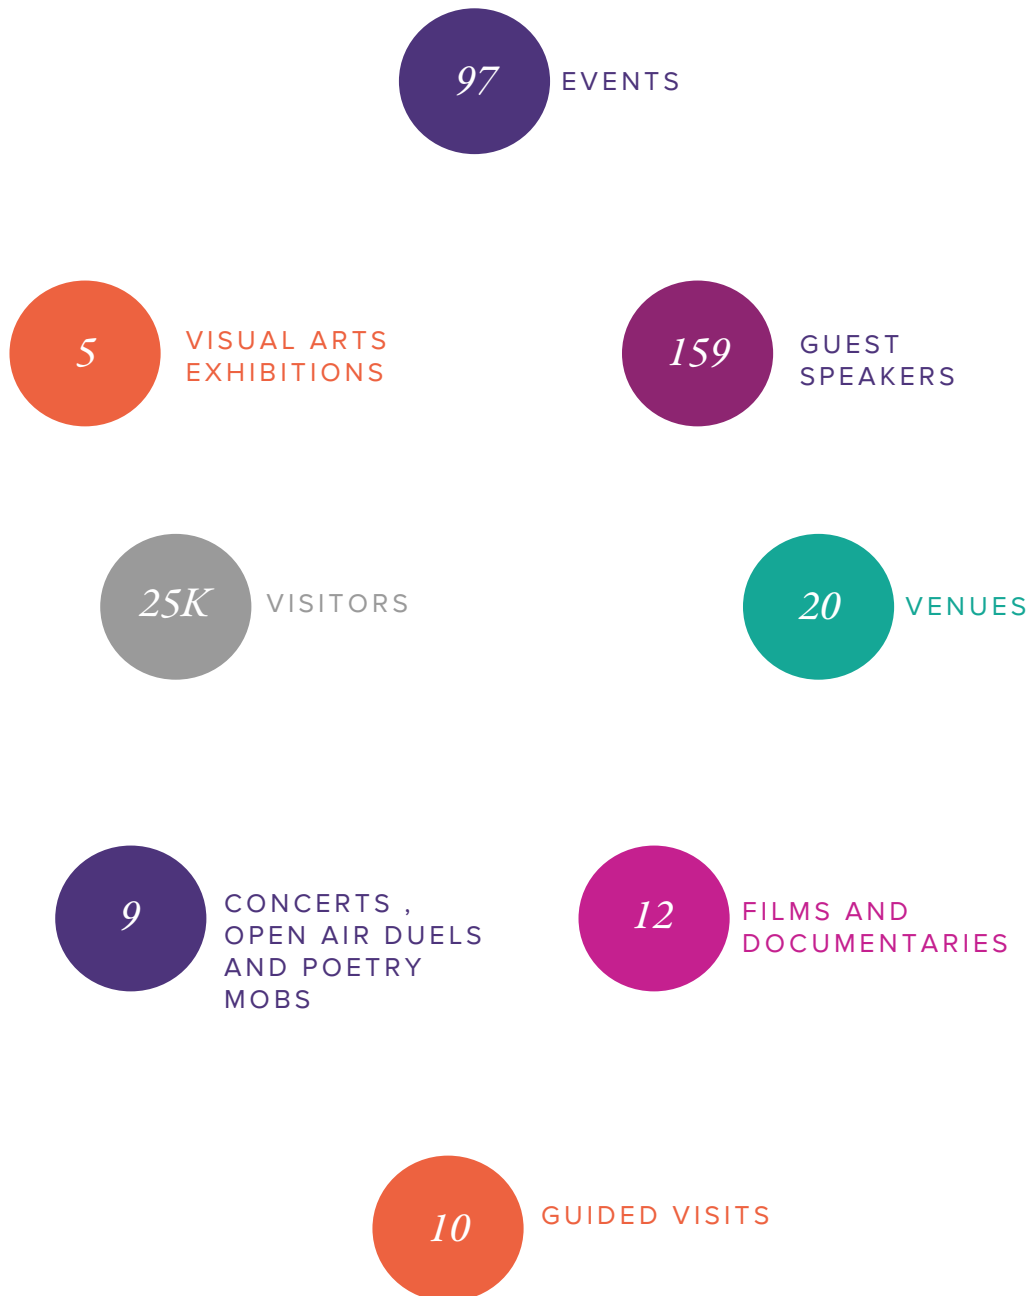 97
EVENTS
5
VISUAL ARTS
EXHIBITIONS
159
GUEST
SPEAKERS
25K
VISITORS
20
VENUES
9
CONCERTS ,
OPEN AIR DUELS
AND POETRY
MOBS
12
FILMS AND
DOCUMENTARIES
10
GUIDED VISITS